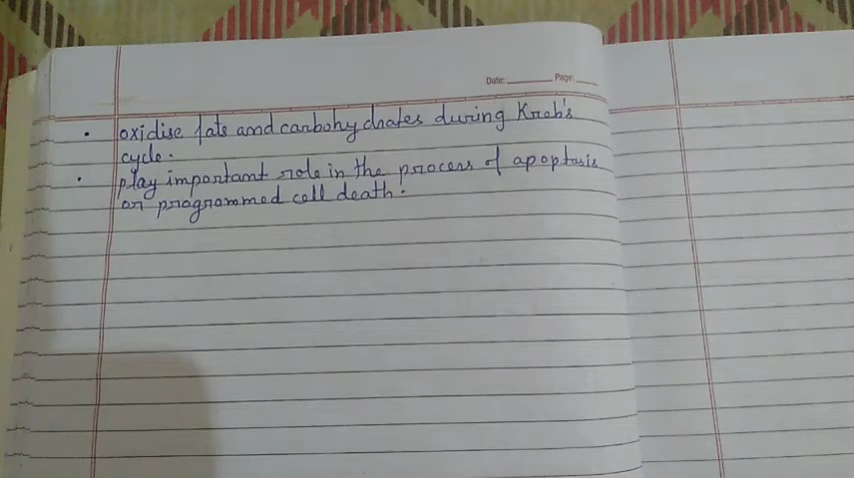 Date: Page:
• oxidise fats and carbohydrates during Kreb's
cycle.
• play important role in the process of apoptosis
or programmed cell death.